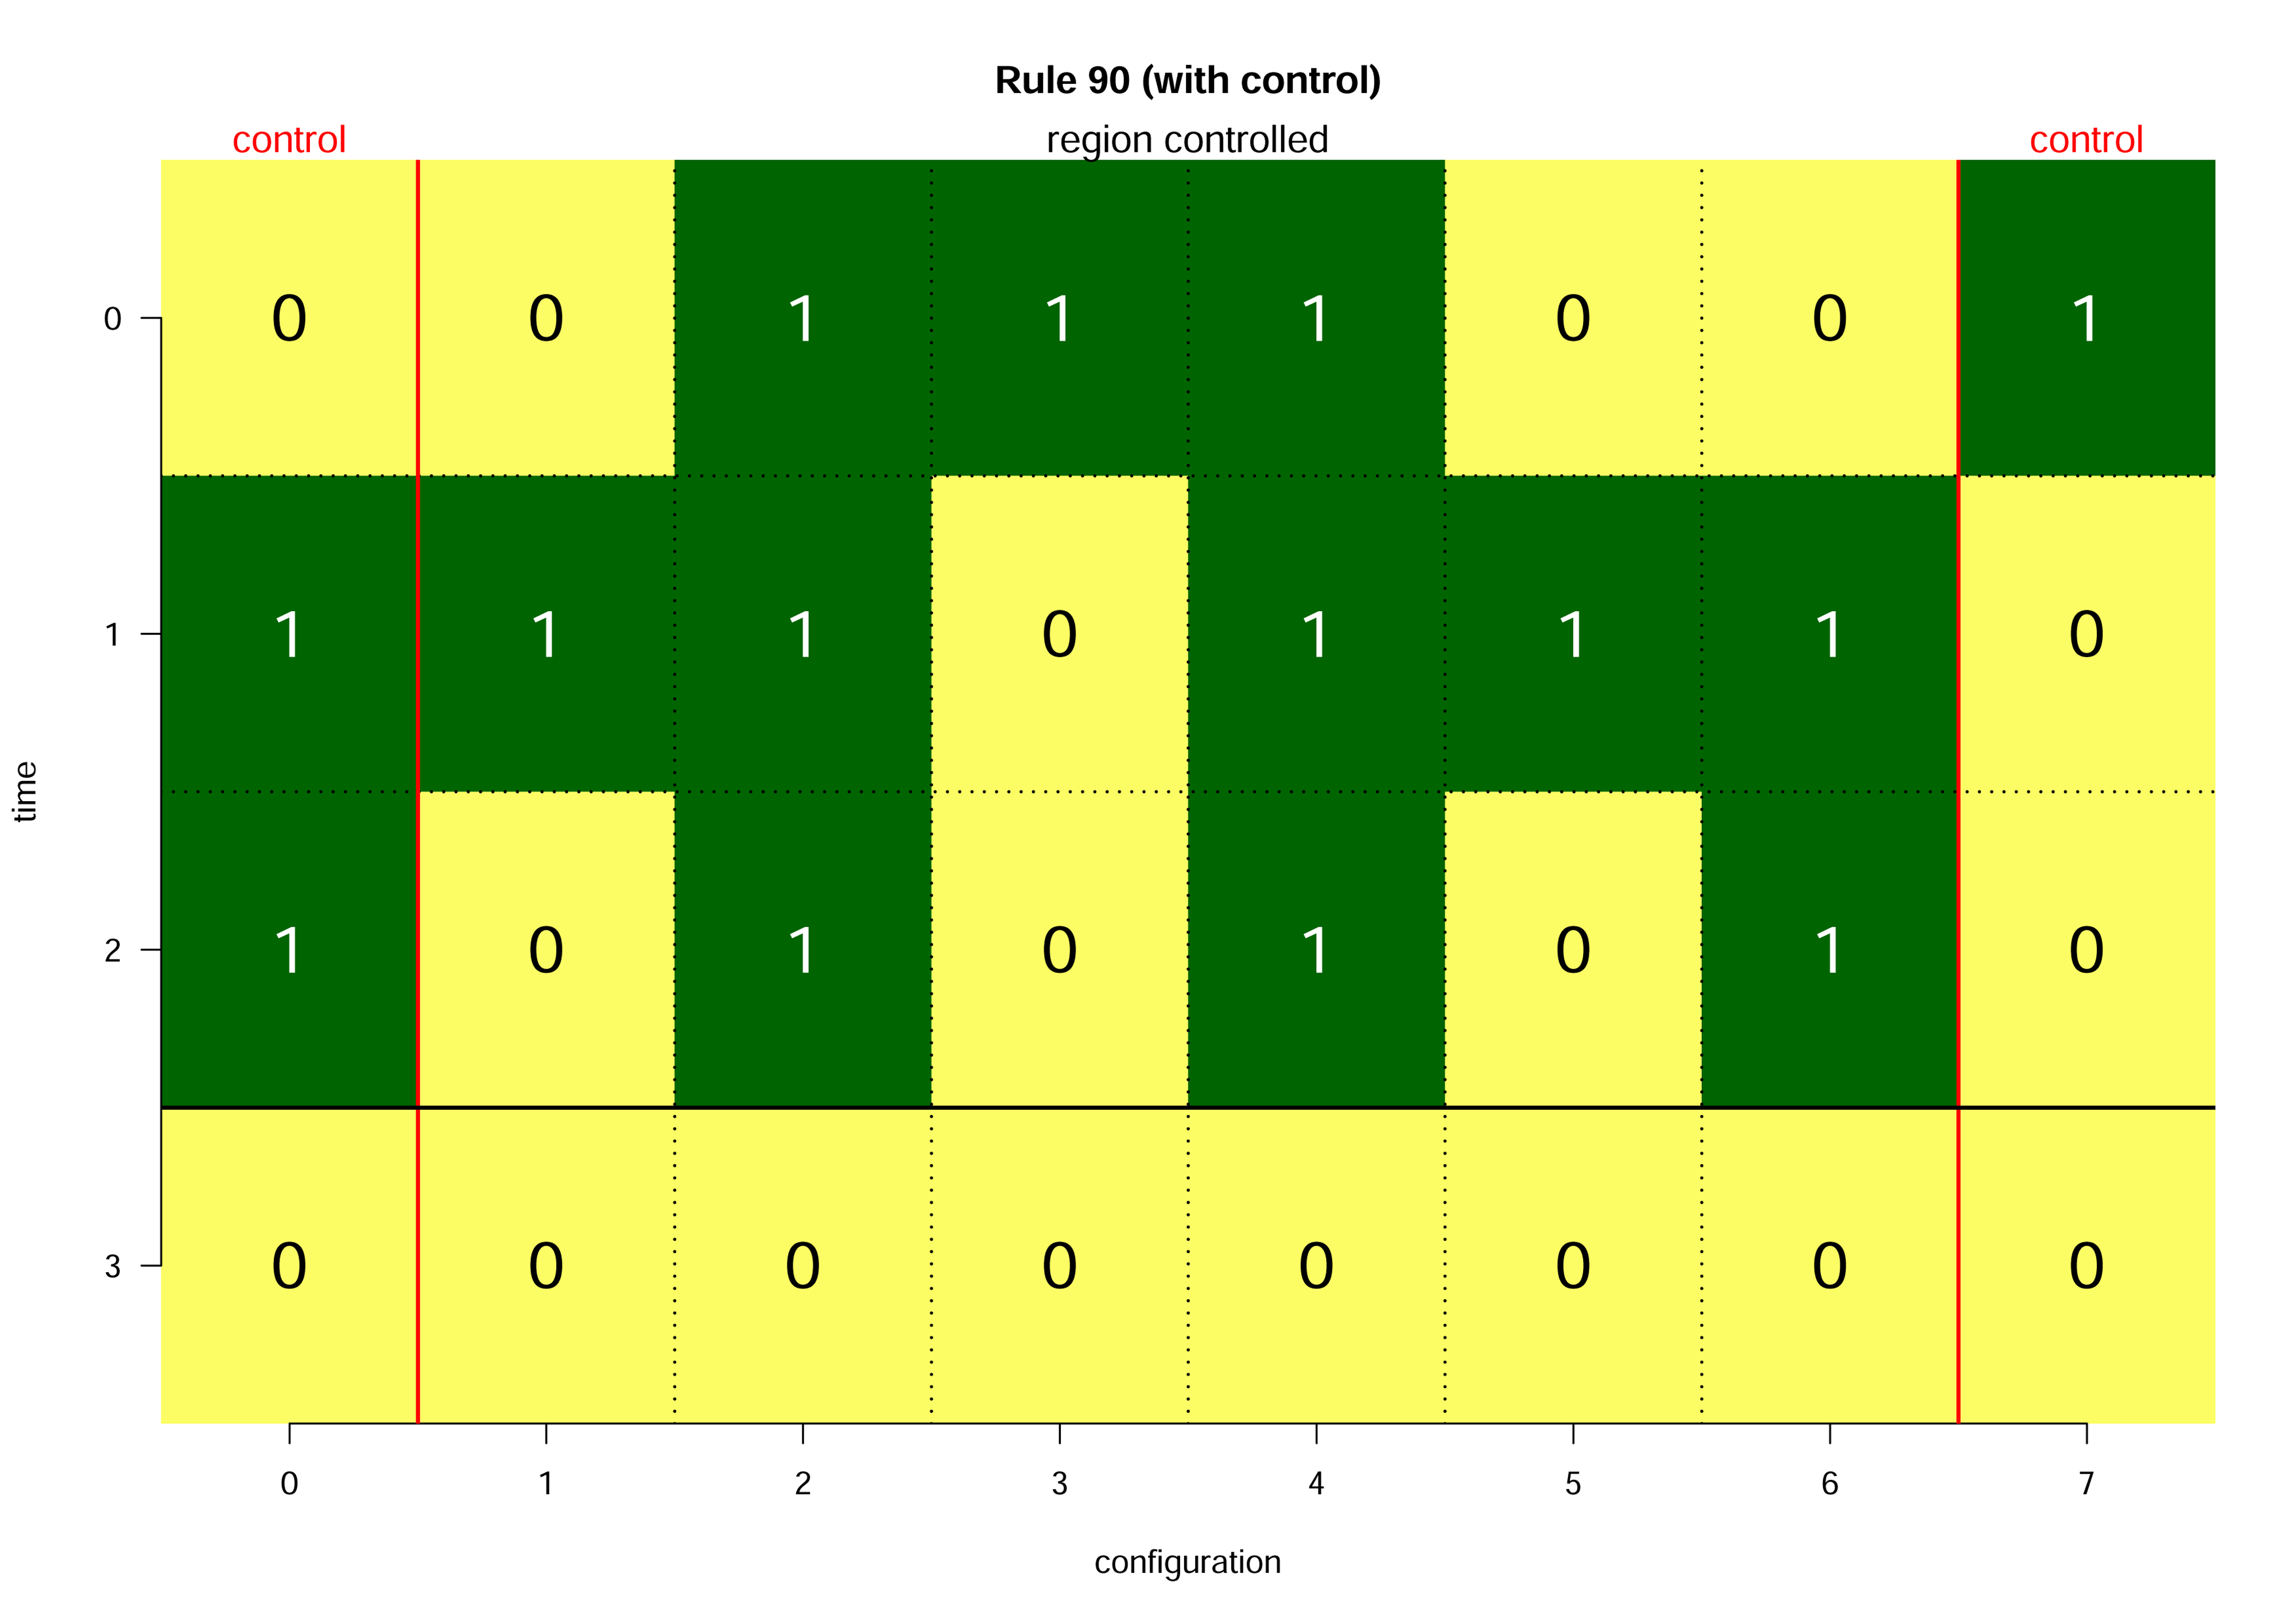 Rule 90 (with control)
control region controlled control
0 0 0 1 1 1 0 0 1
1 1 1 1 0 1 1 1 0
2 1 0 1 0 1 0 1 0
3 0 0 0 0 0 0 0 0
time
0 1 2 3 4 5 6 7
configuration